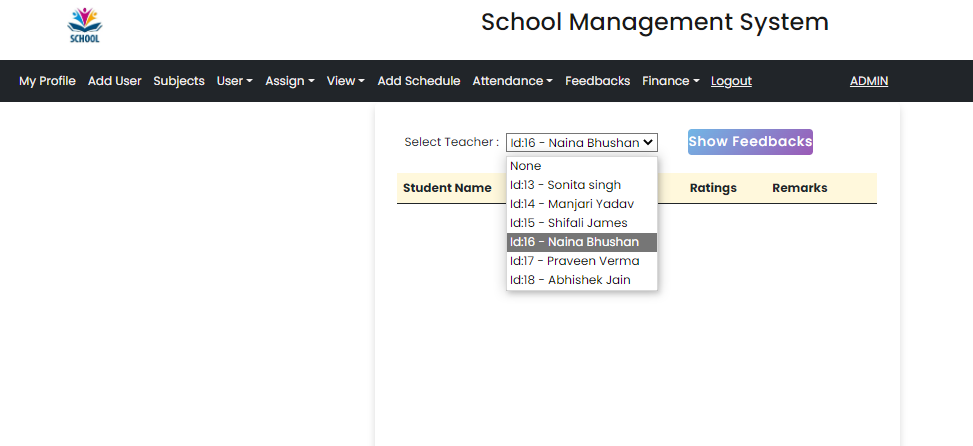 SCHOOL
School Management System
My Profile Add User Subjects User Assign View Add Schedule Attendance Feedbacks Finance Logout ADMIN
Select Teacher : Id:16 - Naina Bhushan Show Feedbacks
None
Student Name Id:13 - Sonita singh Ratings Remarks
Id:14 - Manjari Yadav
Id:15 - Shifali James
Id:16 - Naina Bhushan
Id:17 - Praveen Verma
Id:18 - Abhishek Jain